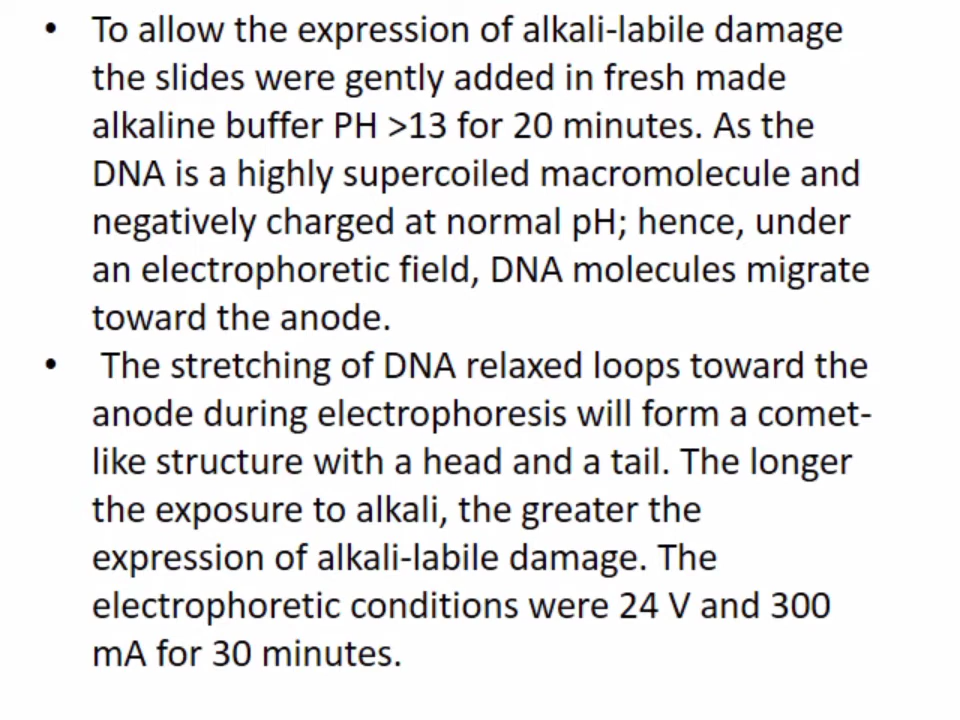 • To allow the expression of alkali-labile damage
the slides were gently added in fresh made
alkaline buffer PH >13 for 20 minutes. As the
DNA is a highly supercoiled macromolecule and
negatively charged at normal pH; hence, under
an electrophoretic field, DNA molecules migrate
toward the anode.
• The stretching of DNA relaxed loops toward the
anode during electrophoresis will form a comet-
like structure with a head and a tail. The longer
the exposure to alkali, the greater the
expression of alkali-labile damage. The
electrophoretic conditions were 24 V and 300
mA for 30 minutes.